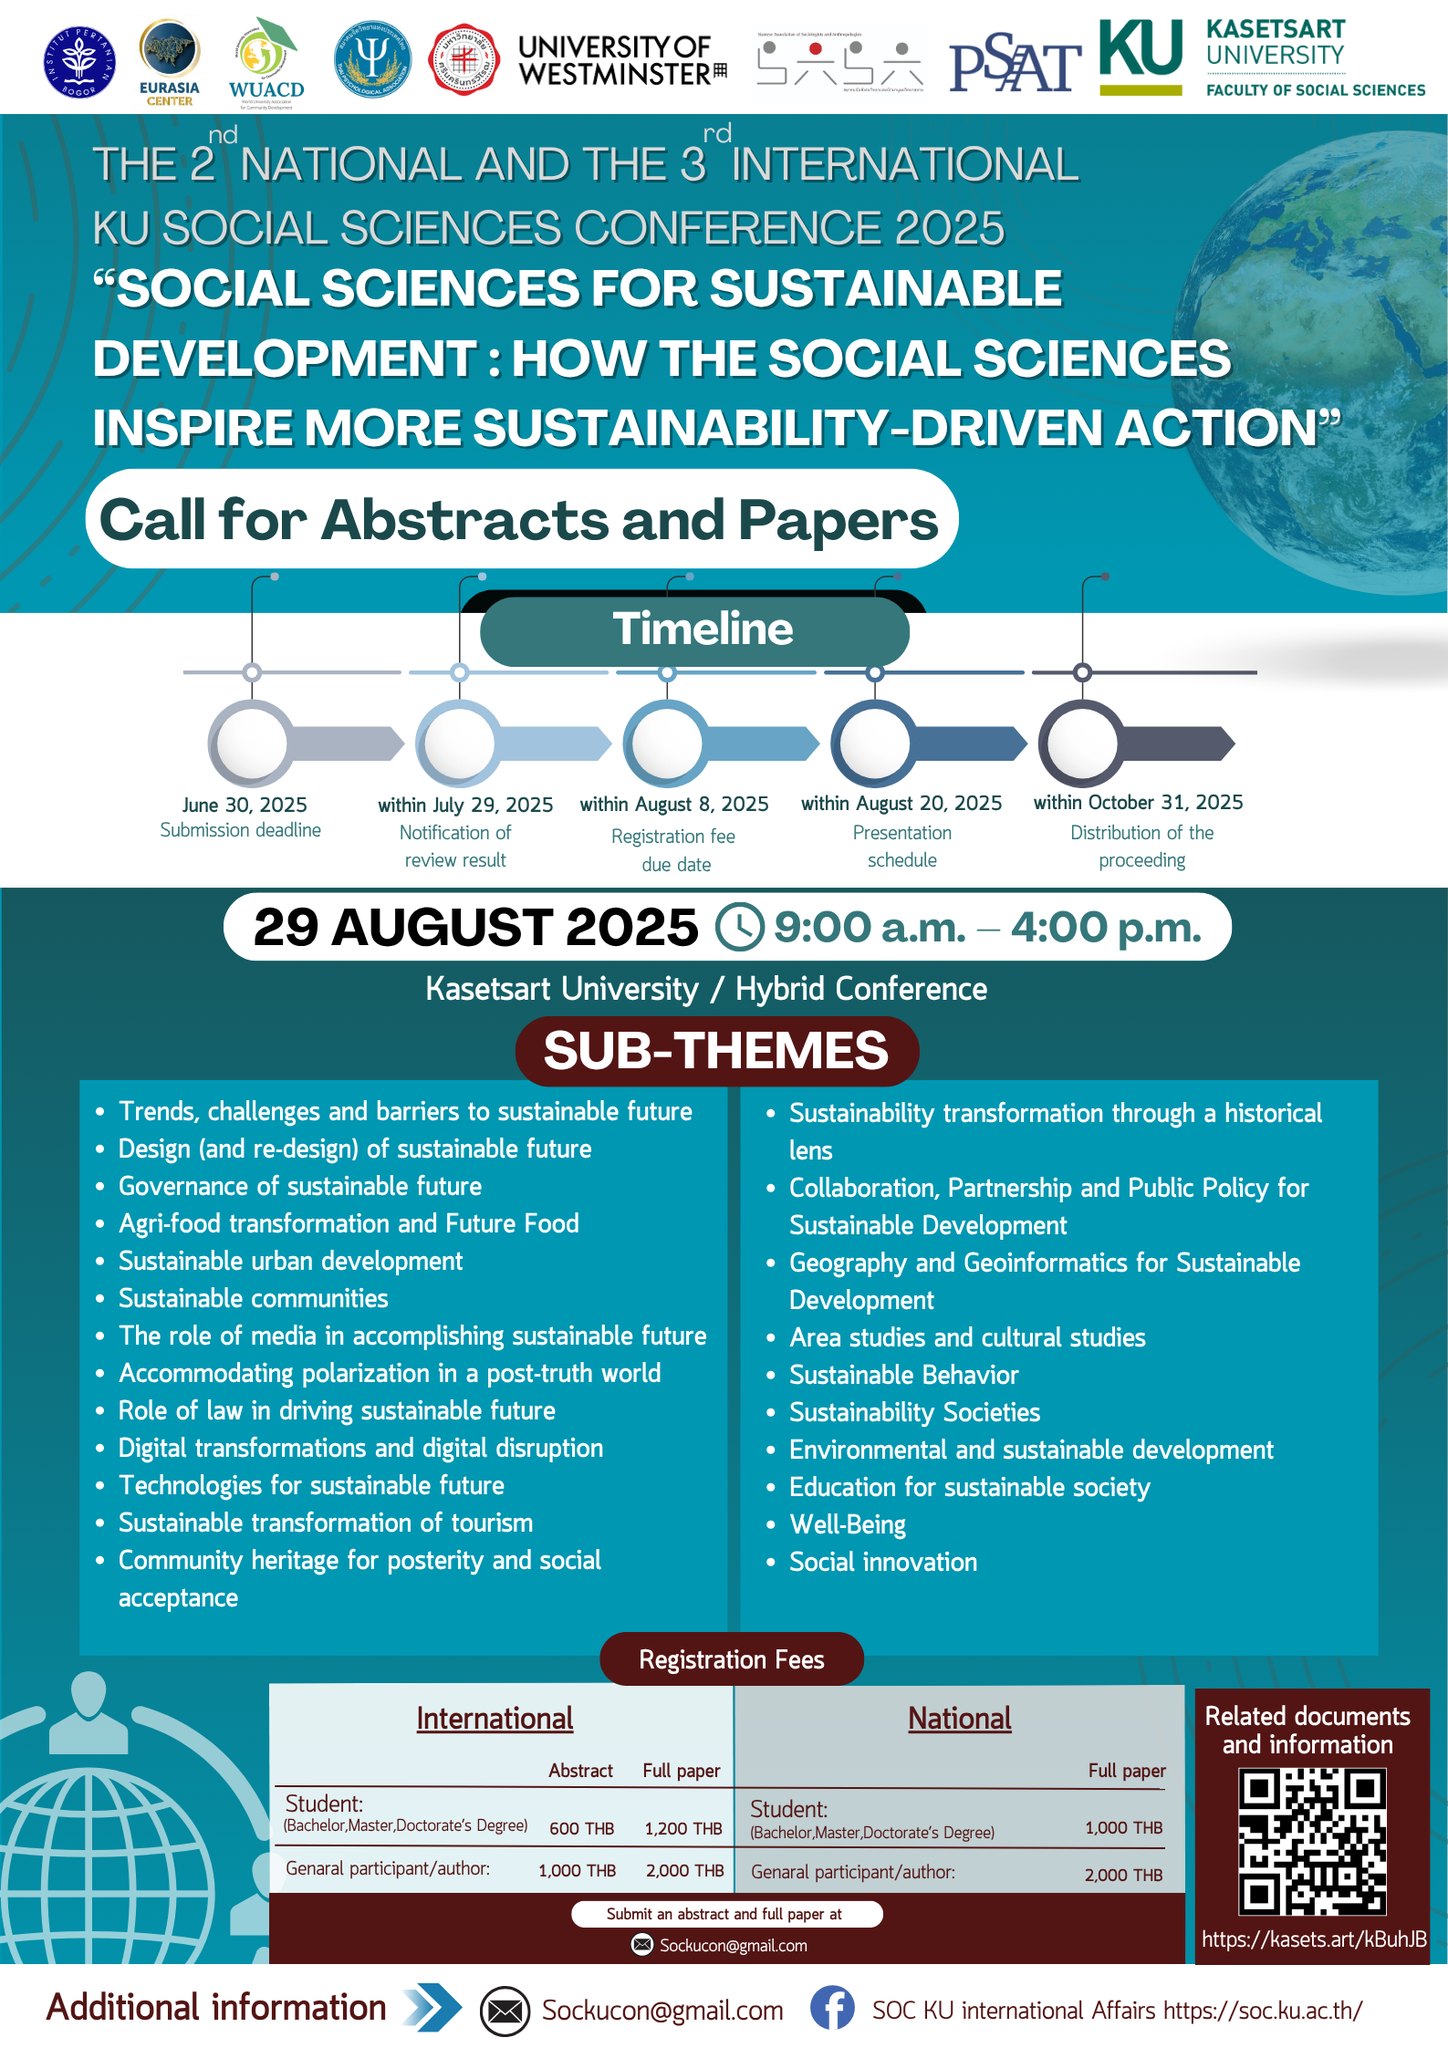 INSTITUT PERTANIAN
BOGOR
EURASIA
CENTER
WUACD
World University Association
for Community Development
THAI PSYCHOLOGICAL ASSOCIATION
UNIVERSITY OF
WESTMINSTER
PSAT
KU
KASETSART
UNIVERSITY
FACULTY OF SOCIAL SCIENCES
THE 2nd NATIONAL AND THE 3rd INTERNATIONAL
KU SOCIAL SCIENCES CONFERENCE 2025
“SOCIAL SCIENCES FOR SUSTAINABLE
DEVELOPMENT : HOW THE SOCIAL SCIENCES
INSPIRE MORE SUSTAINABILITY-DRIVEN ACTION”
Call for Abstracts and Papers
Timeline
June 30, 2025
Submission deadline
within July 29, 2025
Notification of
review result
within August 8, 2025
Registration fee
due date
within August 20, 2025
Presentation
schedule
within October 31, 2025
Distribution of the
proceeding
29 AUGUST 2025 9:00 a.m. – 4:00 p.m.
Kasetsart University / Hybrid Conference
SUB-THEMES
• Trends, challenges and barriers to sustainable future
• Design (and re-design) of sustainable future
• Governance of sustainable future
• Agri-food transformation and Future Food
• Sustainable urban development
• Sustainable communities
• The role of media in accomplishing sustainable future
• Accommodating polarization in a post-truth world
• Role of law in driving sustainable future
• Digital transformations and digital disruption
• Technologies for sustainable future
• Sustainable transformation of tourism
• Community heritage for posterity and social
acceptance
• Sustainability transformation through a historical
lens
• Collaboration, Partnership and Public Policy for
Sustainable Development
• Geography and Geoinformatics for Sustainable
Development
• Area studies and cultural studies
• Sustainable Behavior
• Sustainability Societies
• Environmental and sustainable development
• Education for sustainable society
• Well-Being
• Social innovation
Registration Fees
International
Abstract Full paper
Student:
(Bachelor,Master,Doctorate's Degree) 600 THB 1,200 THB
Genaral participant/author: 1,000 THB 2,000 THB
National
Full paper
Student:
(Bachelor,Master,Doctorate's Degree) 1,000 THB
Genaral participant/author: 2,000 THB
Submit an abstract and full paper at
Sockucon@gmail.com
Related documents
and information
https://kasets.art/kBuhJB
Additional information
Sockucon@gmail.com
SOC KU international Affairs https://soc.ku.ac.th/